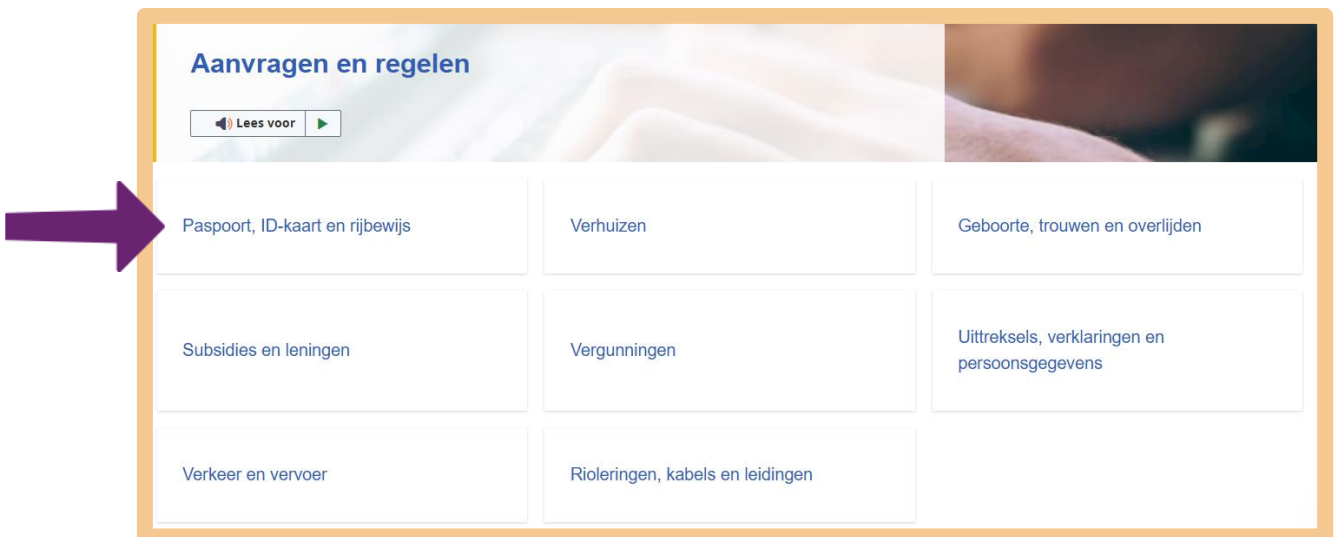 Aanvragen en regelen
Lees voor
Paspoort, ID-kaart en rijbewijs
Verhuizen
Geboorte, trouwen en overlijden
Subsidies en leningen
Vergunningen
Uittreksels, verklaringen en
persoonsgegevens
Verkeer en vervoer
Rioleringen, kabels en leidingen